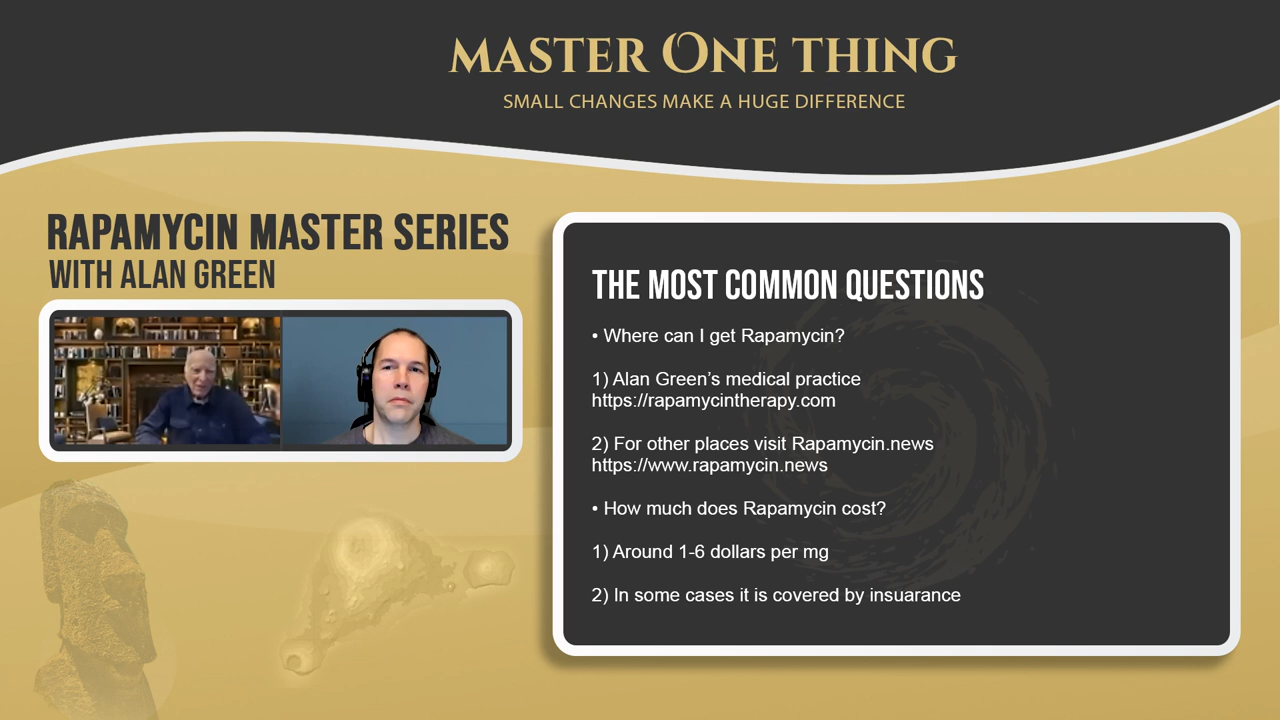 MASTER ONE THING
SMALL CHANGES MAKE A HUGE DIFFERENCE
RAPAMYCIN MASTER SERIES
WITH ALAN GREEN
THE MOST COMMON QUESTIONS
• Where can I get Rapamycin?
1) Alan Green’s medical practice
https://rapamycintherapy.com
2) For other places visit Rapamycin.news
https://www.rapamycin.news
• How much does Rapamycin cost?
1) Around 1-6 dollars per mg
2) In some cases it is covered by insuarance